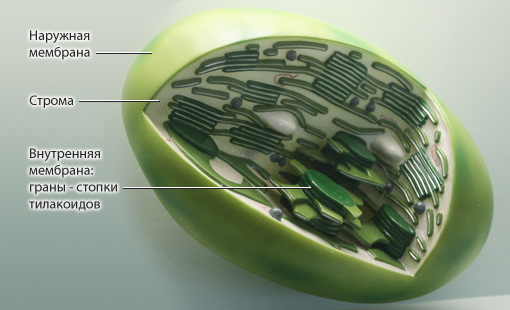 Наружная
мембрана
Строма
Внутренняя
мембрана:
граны - стопки
тилакоидов